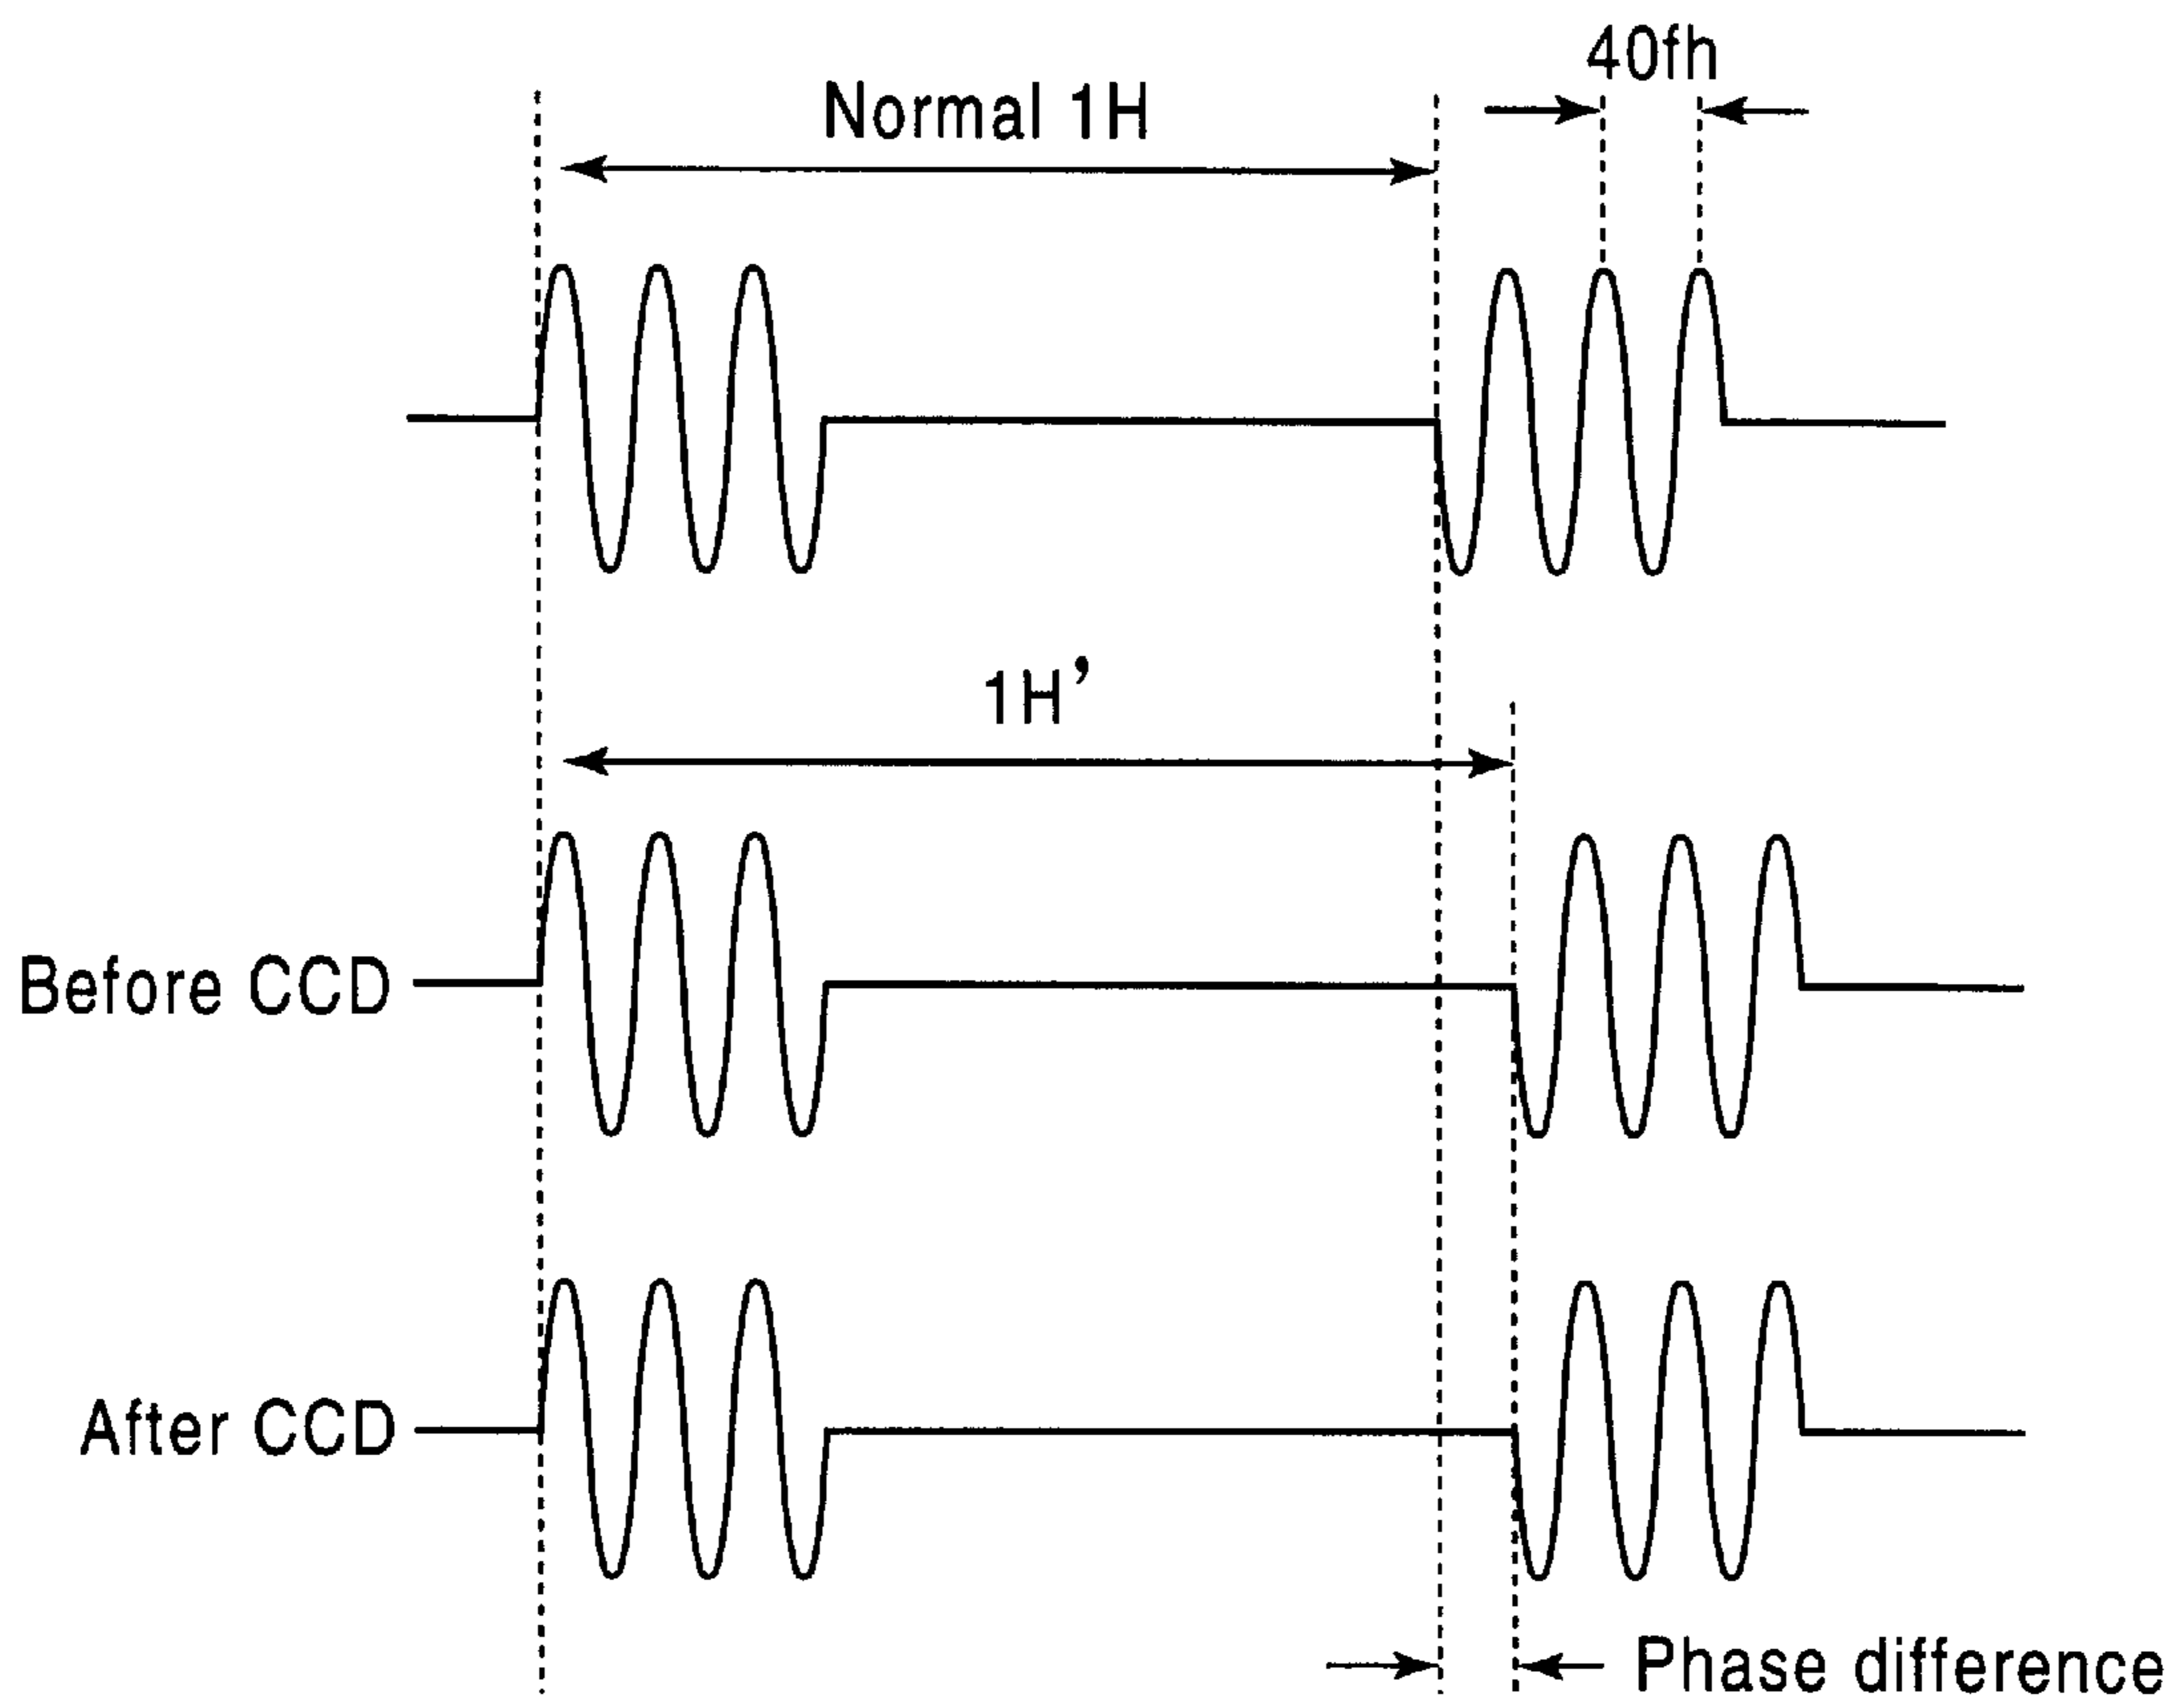 40fh
Normal 1H
1H’
Before CCD
After CCD
Phase difference